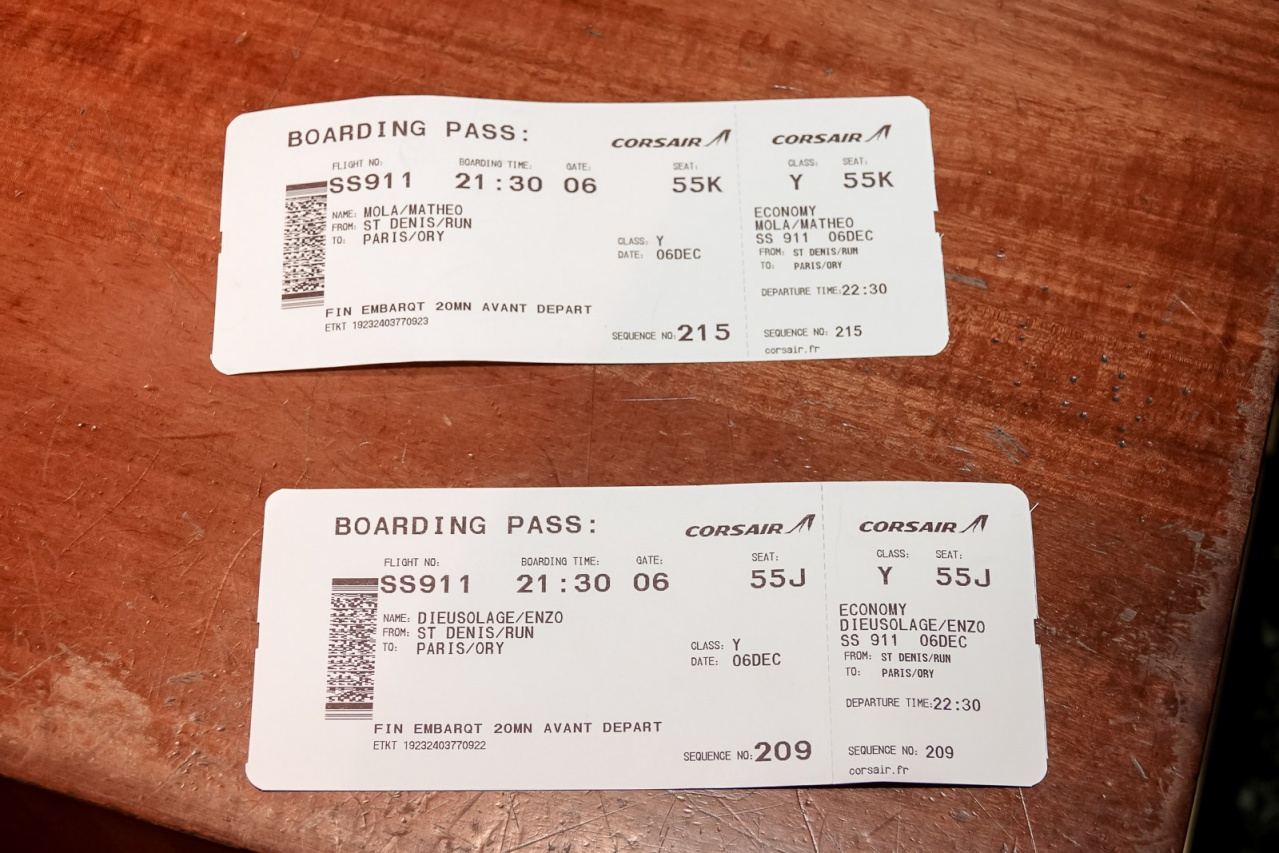 BOARDING PASS:
CORSAIR
FLIGHT NO: BOARDING TIME: GATE: SEAT:
SS911 21:30 06 55K
NAME: MOLA/MATHEO
FROM: ST DENIS/RUN
TO: PARIS/ORY
CLASS: Y
DATE: 06DEC
FIN EMBARQT 20MN AVANT DEPART
ETKT 19232403770923
SEQUENCE NO: 215
CORSAIR
CLASS: SEAT:
Y 55K
ECONOMY
MOLA/MATHEO
SS 911 06DEC
FROM: ST DENIS/RUN
TO: PARIS/ORY
DEPARTURE TIME: 22:30
SEQUENCE NO: 215
corsair.fr
BOARDING PASS:
CORSAIR
FLIGHT NO: BOARDING TIME: GATE: SEAT:
SS911 21:30 06 55J
NAME: DIEUSOLAGE/ENZO
FROM: ST DENIS/RUN
TO: PARIS/ORY
CLASS: Y
DATE: 06DEC
FIN EMBARQT 20MN AVANT DEPART
ETKT 19232403770922
SEQUENCE NO: 209
CORSAIR
CLASS: SEAT:
Y 55J
ECONOMY
DIEUSOLAGE/ENZO
SS 911 06DEC
FROM: ST DENIS/RUN
TO: PARIS/ORY
DEPARTURE TIME: 22:30
SEQUENCE NO: 209
corsair.fr